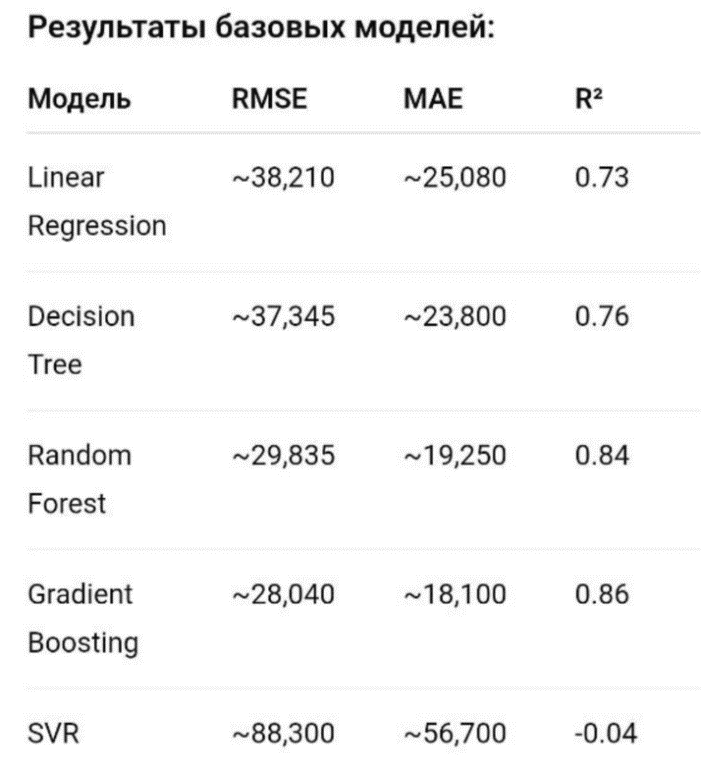 Результаты базовых моделей:
Модель RMSE MAE R²
Linear ~38,210 ~25,080 0.73
Regression
Decision ~37,345 ~23,800 0.76
Tree
Random ~29,835 ~19,250 0.84
Forest
Gradient ~28,040 ~18,100 0.86
Boosting
SVR ~88,300 ~56,700 -0.04